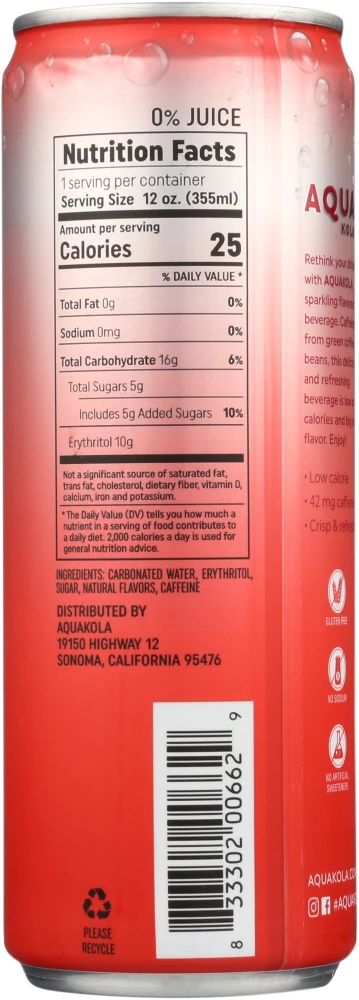 0% JUICE
Nutrition Facts
1 serving per container
Serving Size 12 oz. (355ml)
Amount per serving
Calories 25
% DAILY VALUE *
Total Fat 0g 0%
Sodium 0mg 0%
Total Carbohydrate 16g 6%
Total Sugars 5g
Includes 5g Added Sugars 10%
Erythritol 10g
Not a significant source of saturated fat,
trans fat, cholesterol, dietary fiber, vitamin D,
calcium, iron and potassium.
*The Daily Value (DV) tells you how much a
nutrient in a serving of food contributes to
a daily diet. 2,000 calories a day is used for
general nutrition advice.
INGREDIENTS: CARBONATED WATER, ERYTHRITOL,
SUGAR, NATURAL FLAVORS, CAFFEINE
DISTRIBUTED BY
AQUAKOLA
19150 HIGHWAY 12
SONOMA, CALIFORNIA 95476
8 33302 00662 9
PLEASE
RECYCLE
Rethink your
with AQUAKOLA
sparkling
beverage.
from green
beans, this
and refreshing
beverage is
calories and
flavor. Enjoy!
• Low calorie
• 42 mg
• Crisp &
GLUTEN FREE
NO SODIUM
NO ARTIFICIAL
SWEETENERS